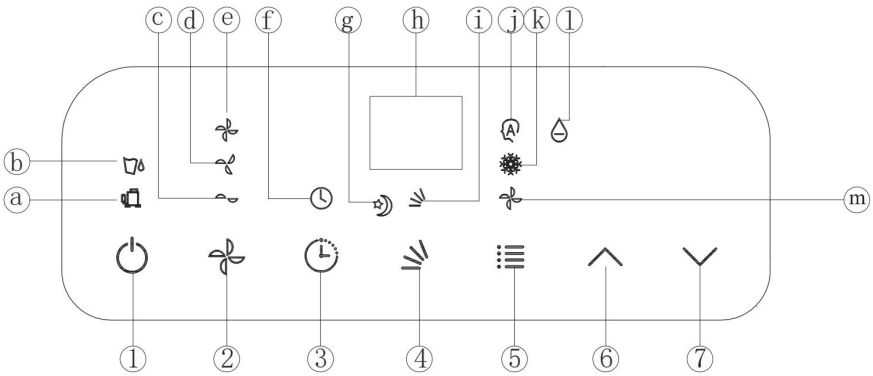 ⓒ ⓓ ⓔ ⓕ ⓖ ⓗ ⓘ ⓙ ⓚ ⓛ
A
ⓑ
ⓐ ⓜ
① ② ③ ④ ⑤ ⑥ ⑦